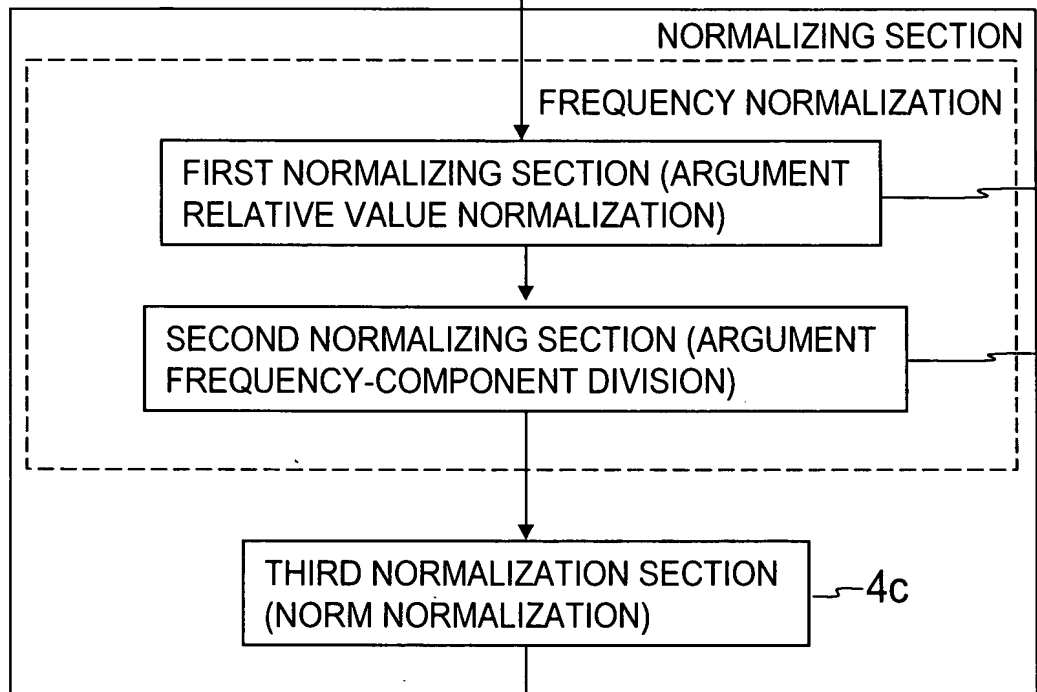 NORMALIZING SECTION
FREQUENCY NORMALIZATION
FIRST NORMALIZING SECTION (ARGUMENT
RELATIVE VALUE NORMALIZATION)
SECOND NORMALIZING SECTION (ARGUMENT
FREQUENCY-COMPONENT DIVISION)
THIRD NORMALIZATION SECTION
(NORM NORMALIZATION)
4c